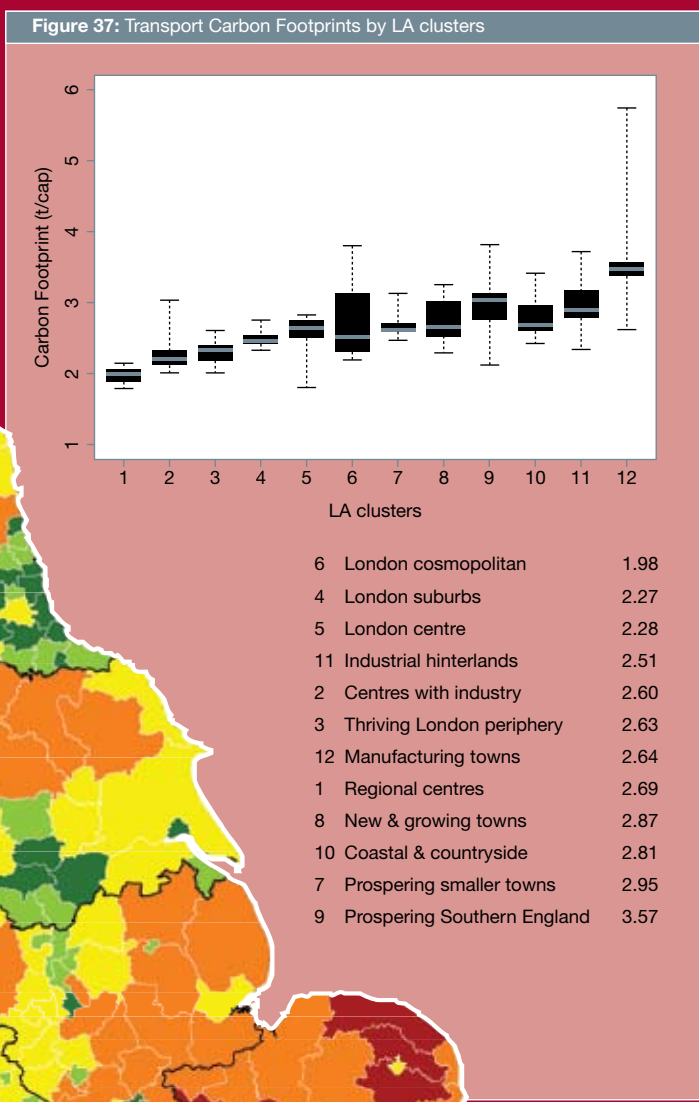 Figure 37: Transport Carbon Footprints by LA clusters
6
5
4
3
2
1
Carbon Footprint (t/cap)
1 2 3 4 5 6 7 8 9 10 11 12
LA clusters
6 London cosmopolitan 1.98
4 London suburbs 2.27
5 London centre 2.28
11 Industrial hinterlands 2.51
2 Centres with industry 2.60
3 Thriving London periphery 2.63
12 Manufacturing towns 2.64
1 Regional centres 2.69
8 New & growing towns 2.87
10 Coastal & countryside 2.81
7 Prospering smaller towns 2.95
9 Prospering Southern England 3.57